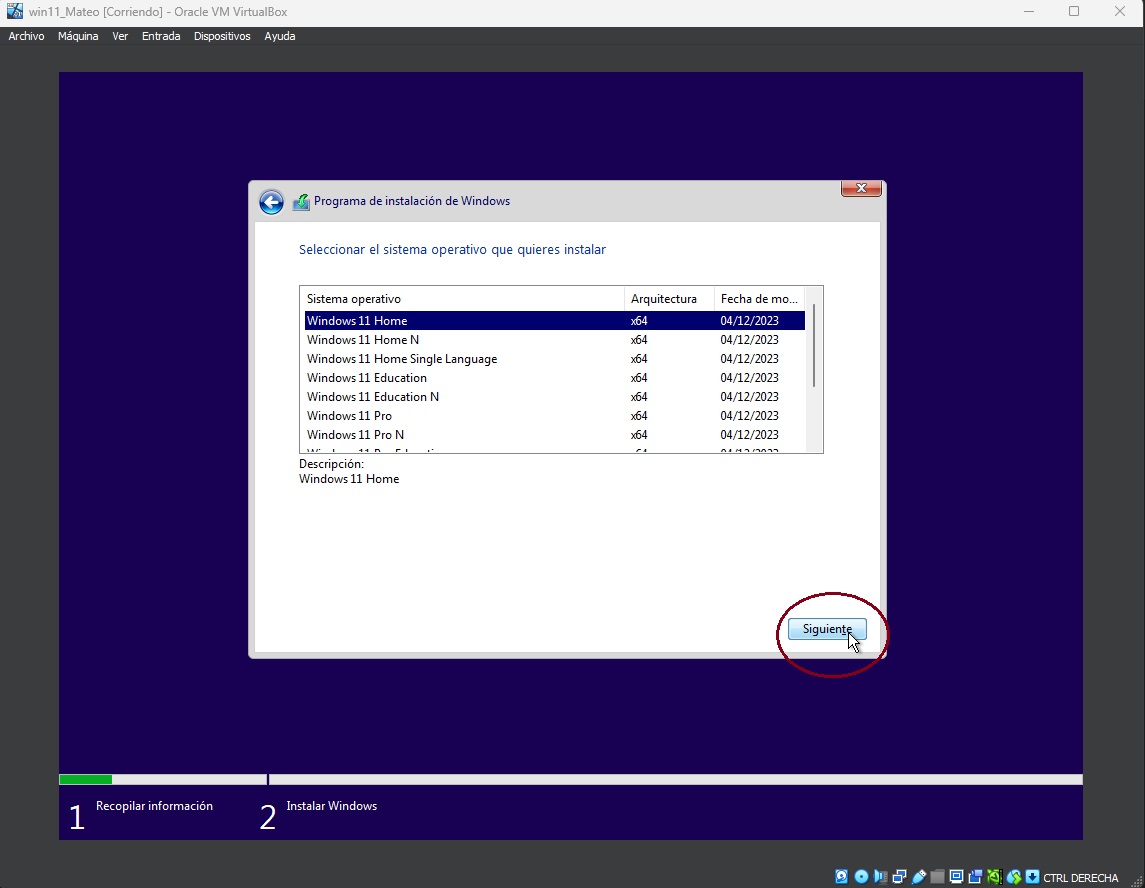 win11_Mateo [Corriendo] - Oracle VM VirtualBox
Archivo Máquina Ver Entrada Dispositivos Ayuda
Programa de instalación de Windows
Seleccionar el sistema operativo que quieres instalar
Sistema operativo Arquitectura Fecha de mo...
Windows 11 Home x64 04/12/2023
Windows 11 Home N x64 04/12/2023
Windows 11 Home Single Language x64 04/12/2023
Windows 11 Education x64 04/12/2023
Windows 11 Education N x64 04/12/2023
Windows 11 Pro x64 04/12/2023
Windows 11 Pro N x64 04/12/2023
Descripción:
Windows 11 Home
Siguiente
1 Recopilar información 2 Instalar Windows
CTRL DERECHA